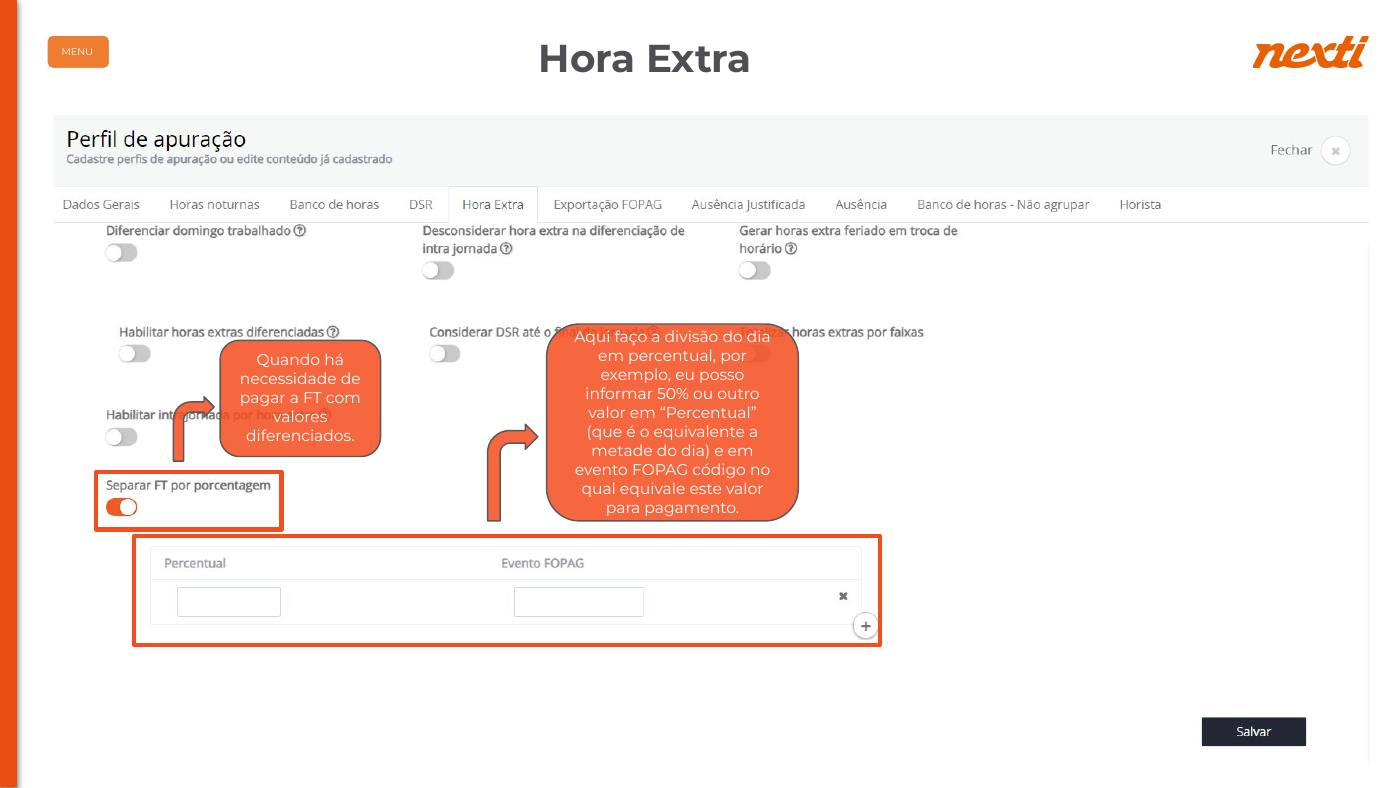 MENU
Hora Extra
nexti
Perfil de apuração
Cadastre perfis de apuração ou edite conteúdo já cadastrado
Fechar
Dados Gerais
Horas noturnas
Banco de horas
DSR
Hora Extra
Exportação FOPAG
Ausência Justificada
Ausência
Banco de horas - Não agrupar
Horista
Diferenciar domingo trabalhado
Desconsiderar hora extra na diferenciação de
intra jornada
Gerar horas extra feriado em troca de
horário
Habilitar horas extras diferenciadas
Considerar DSR até o
horas extras por faixas
Quando há
necessidade de
pagar a FT com
valores
diferenciados.
Aqui faço a divisão do dia
em percentual, por
exemplo, eu posso
informar 50% ou outro
valor em “Percentual”
(que é o equivalente a
metade do dia) e em
evento FOPAG código no
qual equivale este valor
para pagamento.
Habilitar intrajornada por
Separar FT por porcentagem
Percentual
Evento FOPAG
Salvar